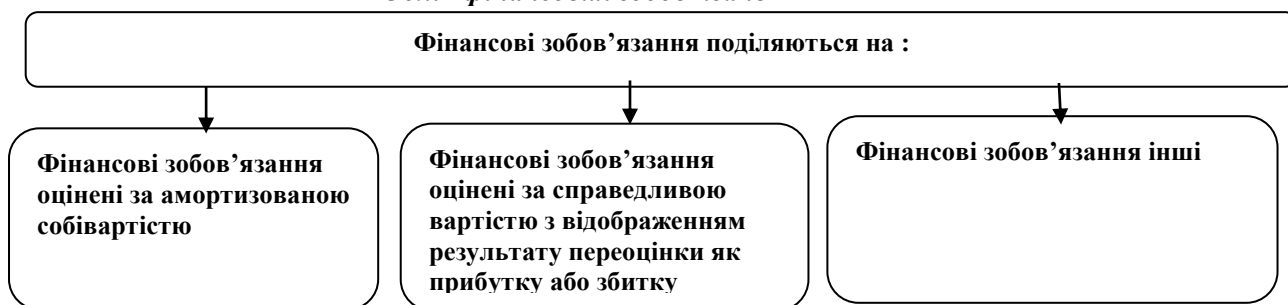 Фінансові зобов’язання поділяються на :
Фінансові зобов’язання
оцінені за амортизованою
собівартістю
Фінансові зобов’язання
оцінені за справедливою
вартістю з відображенням
результату переоцінки як
прибутку або збитку
Фінансові зобов’язання інші